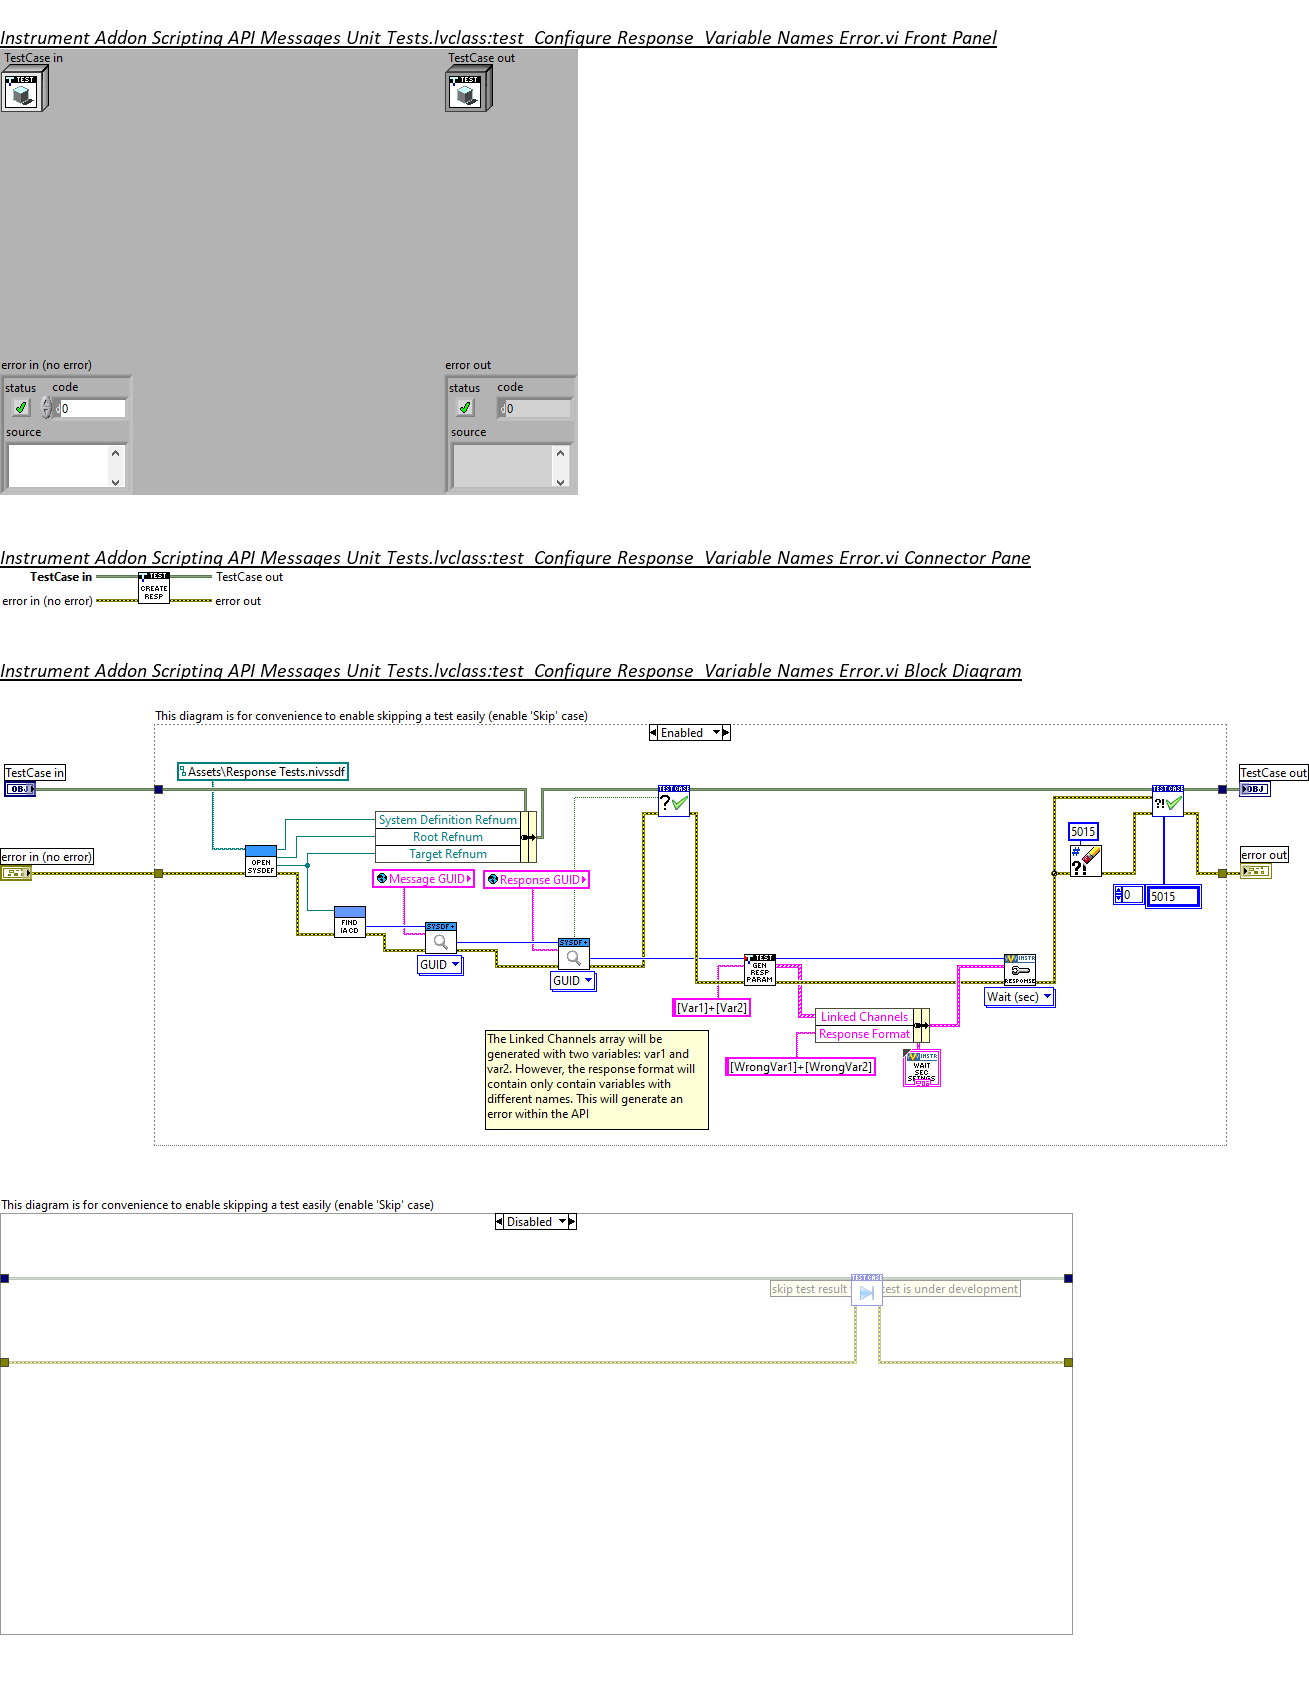 Instrument Addon Scripting API Messages Unit Tests.lvclass:test_Configure Response_Variable Names Error.vi Front Panel
TestCase in
TestCase out
TEST
TEST
error in (no error)
error out
status code
status code
0
0
source
source
Instrument Addon Scripting API Messages Unit Tests.lvclass:test_Configure Response_Variable Names Error.vi Connector Pane
TestCase in
TestCase out
TEST
CREATE
RESP
error in (no error)
error out
Instrument Addon Scripting API Messages Unit Tests.lvclass:test_Configure Response_Variable Names Error.vi Block Diagram
This diagram is for convenience to enable skipping a test easily (enable 'Skip' case)
Enabled
TestCase in
OBJ
Assets\Response Tests.nivssdf
TestCase out
OBJ
TEST CASE
?
TEST CASE
?!
System Definition Refnum
Root Refnum
Target Refnum
5015
#
?!
error in (no error)
error out
OPEN
SYSDEF
Message GUID
Response GUID
0
5015
FIND
IACD
SYSDF
GUID
SYSDF
GUID
TEST
GEN
RESP
PARAM
INSTR
RESPONSE
Wait (sec)
[Var1]+[Var2]
Linked Channels
Response Format
[WrongVar1]+[WrongVar2]
INSTR
WAIT
SEC
The Linked Channels array will be
generated with two variables: var1 and
var2. However, the response format will
contain only contain variables with
different names. This will generate an
error within the API
This diagram is for convenience to enable skipping a test easily (enable 'Skip' case)
Disabled
TEST CASE
skip test result
test is under development